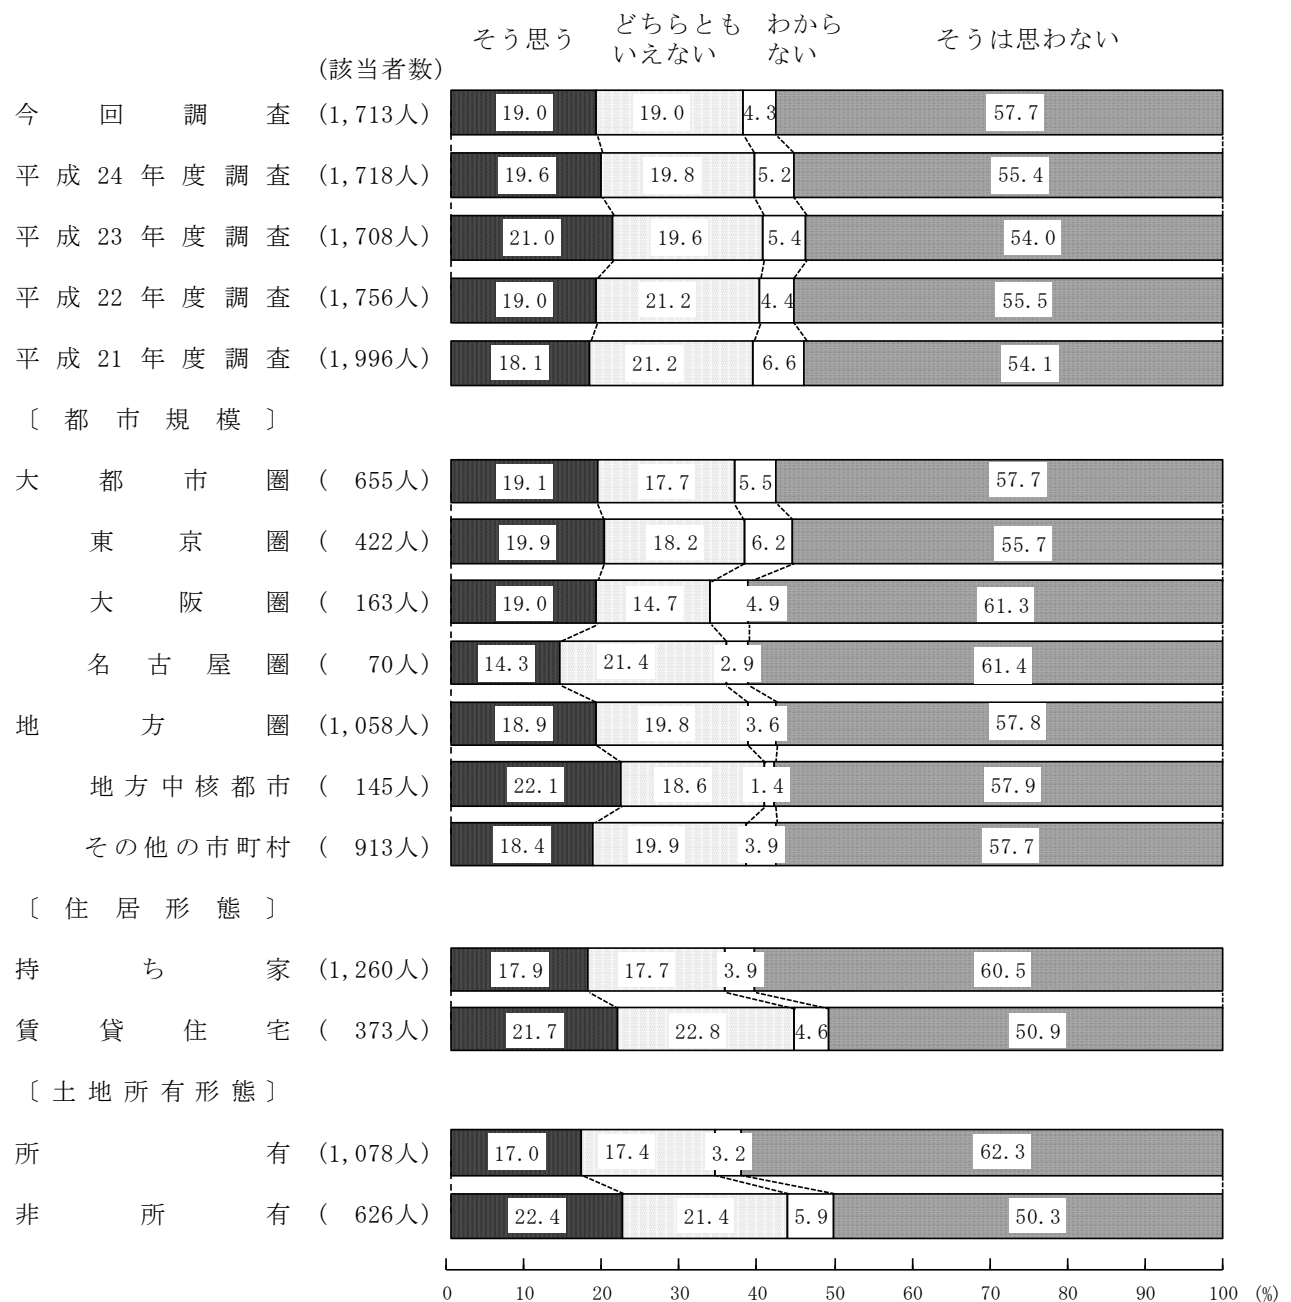 そう思う どちらとも わから そうは思わない
いえない ない
(該当者数)
今回調査 (1,713人) 19.0 19.0 4.3 57.7
平成24年度調査 (1,718人) 19.6 19.8 5.2 55.4
平成23年度調査 (1,708人) 21.0 19.6 5.4 54.0
平成22年度調査 (1,756人) 19.0 21.2 4.4 55.5
平成21年度調査 (1,996人) 18.1 21.2 6.6 54.1
〔都市規模〕
大都市圏 ( 655人) 19.1 17.7 5.5 57.7
東京圏 ( 422人) 19.9 18.2 6.2 55.7
大阪圏 ( 163人) 19.0 14.7 4.9 61.3
名古屋圏 ( 70人) 14.3 21.4 2.9 61.4
地方圏 (1,058人) 18.9 19.8 3.6 57.8
地方中核都市 ( 145人) 22.1 18.6 1.4 57.9
その他の市町村 ( 913人) 18.4 19.9 3.9 57.7
〔住居形態〕
持ち家 (1,260人) 17.9 17.7 3.9 60.5
賃貸住宅 ( 373人) 21.7 22.8 4.6 50.9
〔土地所有形態〕
所有 (1,078人) 17.0 17.4 3.2 62.3
非所有 ( 626人) 22.4 21.4 5.9 50.3
0 10 20 30 40 50 60 70 80 90 100 (%)